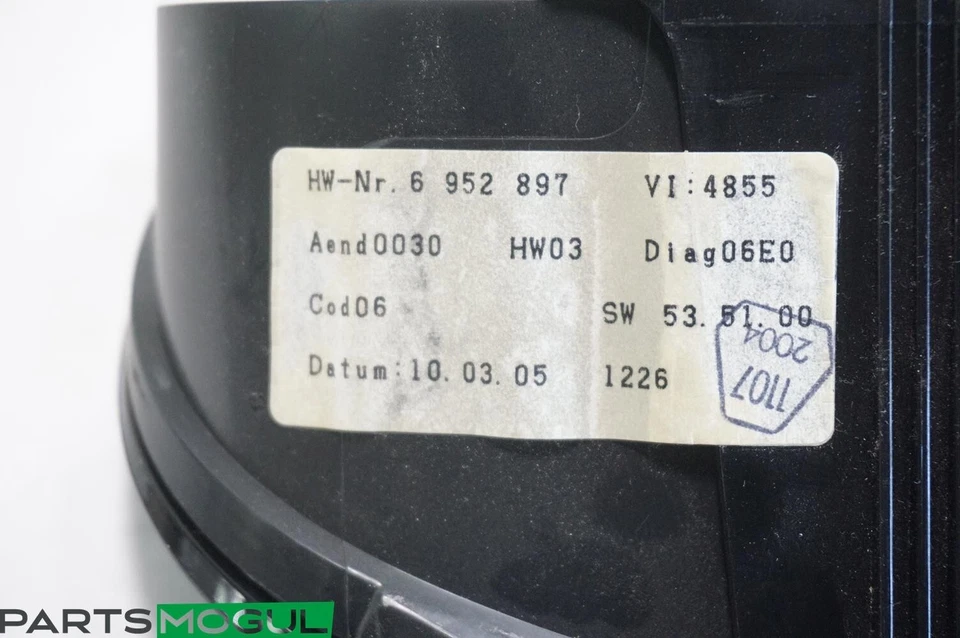 HW-Nr. 6 952 897 VI:4855
Aend0030 HW03 Diag06E0
Cod06 SW 53.51.00
Datum:10.03.05 1226
1107
2004
PARTSMOGUL